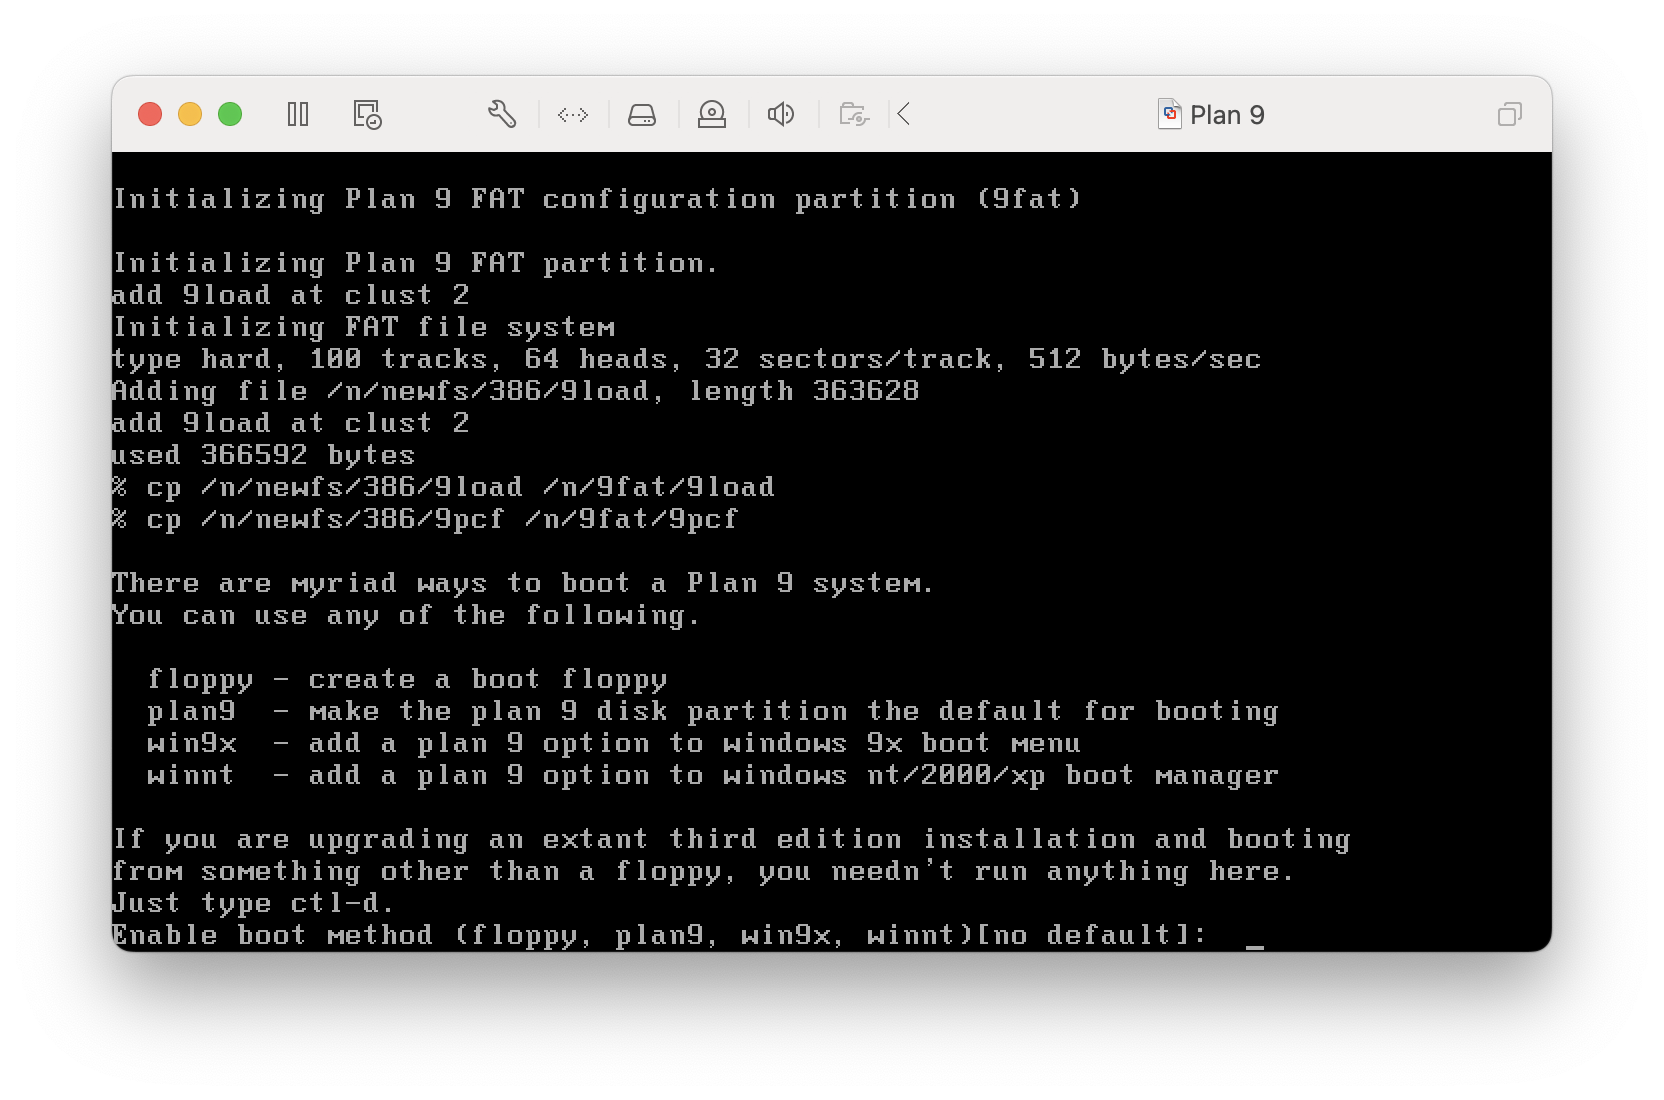 Plan 9
Initializing Plan 9 FAT configuration partition (9fat)
Initializing Plan 9 FAT partition.
add 9load at clust 2
Initializing FAT file system
type hard, 100 tracks, 64 heads, 32 sectors/track, 512 bytes/sec
Adding file /n/newfs/386/9load, length 363628
add 9load at clust 2
used 366592 bytes
% cp /n/newfs/386/9load /n/9fat/9load
% cp /n/newfs/386/9pcf /n/9fat/9pcf
There are myriad ways to boot a Plan 9 system.
You can use any of the following.
floppy - create a boot floppy
plan9  - make the plan 9 disk partition the default for booting
win9x  - add a plan 9 option to windows 9x boot menu
winnt  - add a plan 9 option to windows nt/2000/xp boot manager
If you are upgrading an extant third edition installation and booting
from something other than a floppy, you needn't run anything here.
Just type ctl-d.
Enable boot method (floppy, plan9, win9x, winnt)[no default]: _